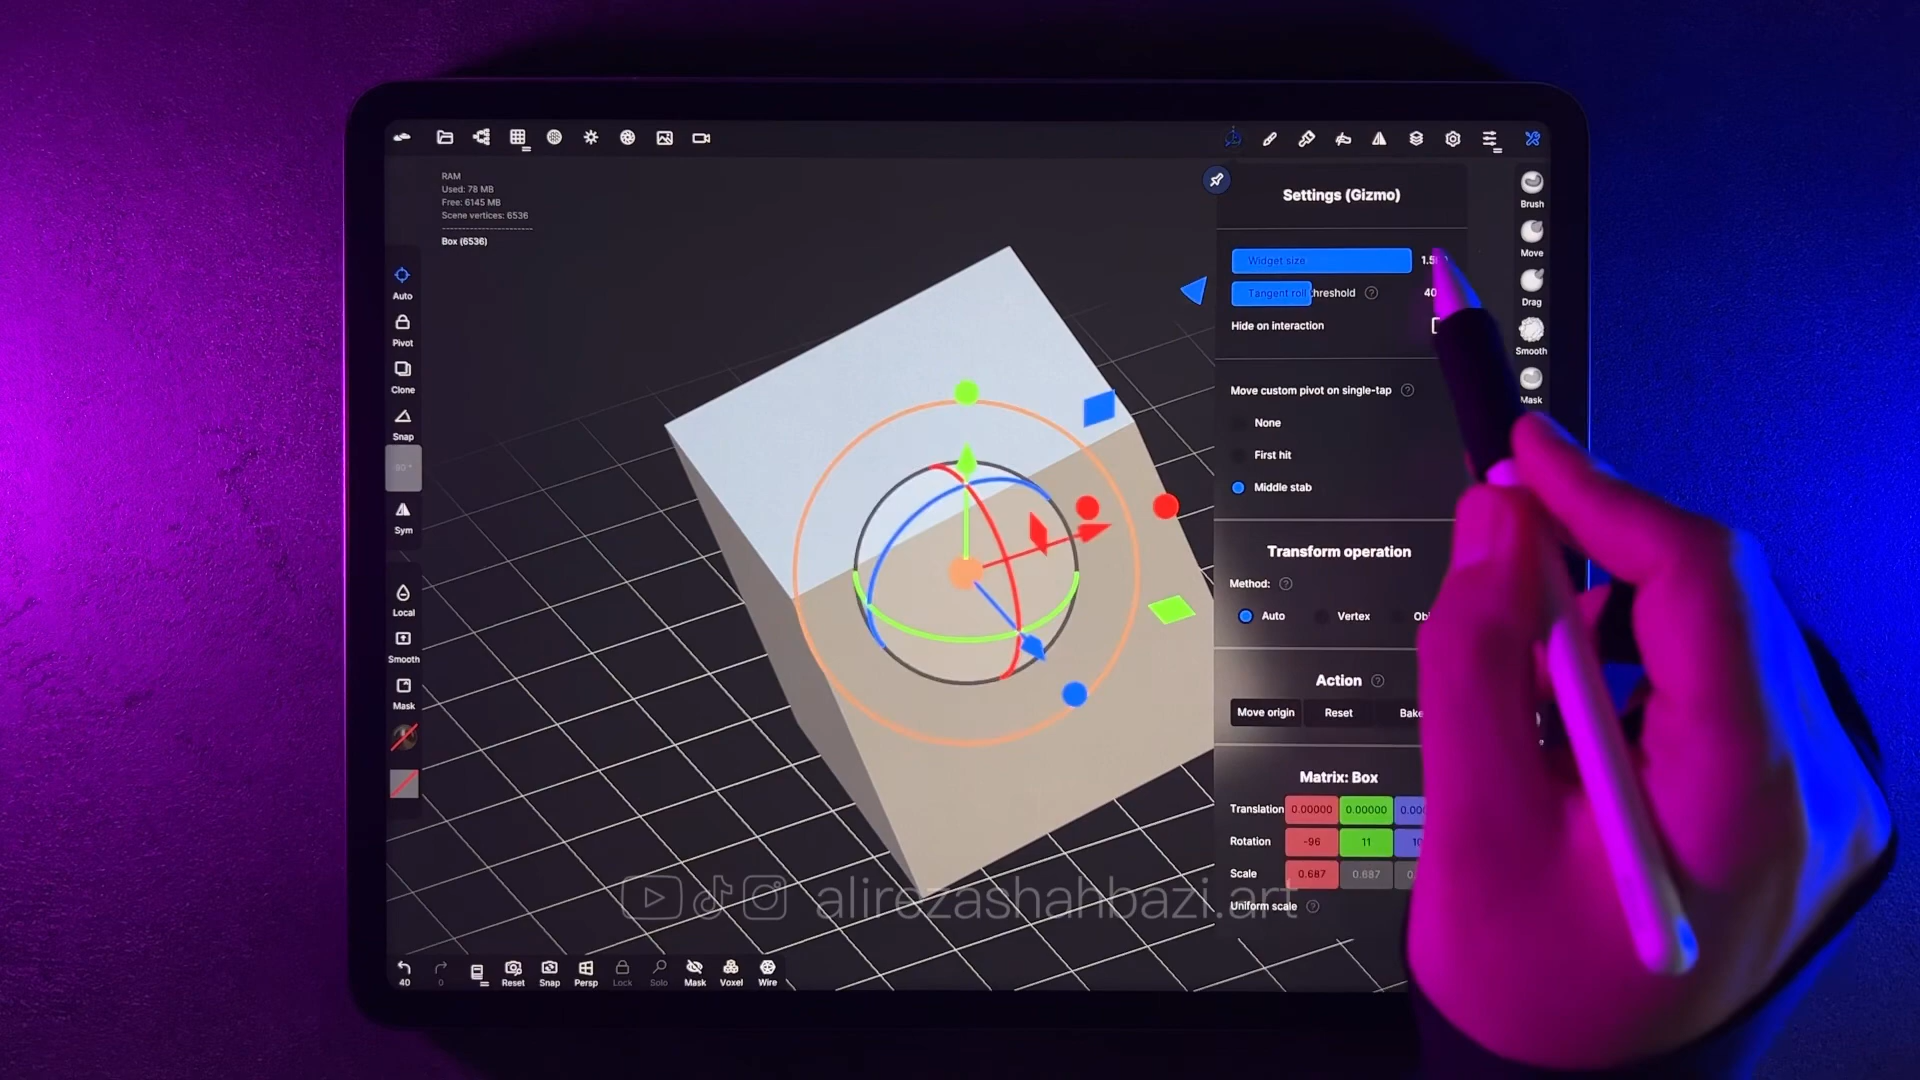 RAM
Used: 78 MB
Free: 6145 MB
Scene vertices: 6536
Box (6536)
Auto
Pivot
Clone
Snap
Sym
Local
Smooth
Mask
Settings (Gizmo)
Widget size
Tangent roll threshold ? 40
Hide on interaction
Move custom pivot on single-tap ?
None
First hit
Middle stab
Transform operation
Method: ?
Auto Vertex
Action ?
Move origin Reset Bake
Matrix: Box
Translation 0.00000 0.00000
Rotation -96 11
Scale 0.687 0.687
Uniform scale ?
Brush
Move
Drag
Smooth
Mask
alirezashahbazi.art
40 0 Reset Snap Persp Lock Solo Mask Voxel Wire